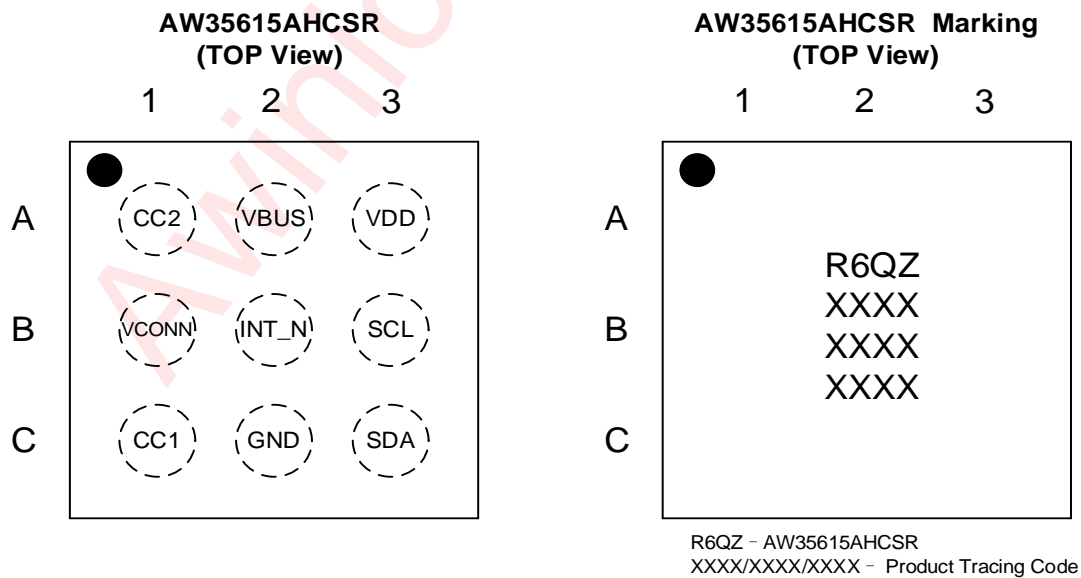 AW35615AHCSR
(TOP View)
1 2 3
A CC2 VBUS VDD
B VCONN INT_N SCL
C CC1 GND SDA
AW35615AHCSR Marking
(TOP View)
1 2 3
A
B
C
R6QZ
XXXX
XXXX
XXXX
R6QZ – AW35615AHCSR
XXXX/XXXX/XXXX – Product Tracing Code
Awinic